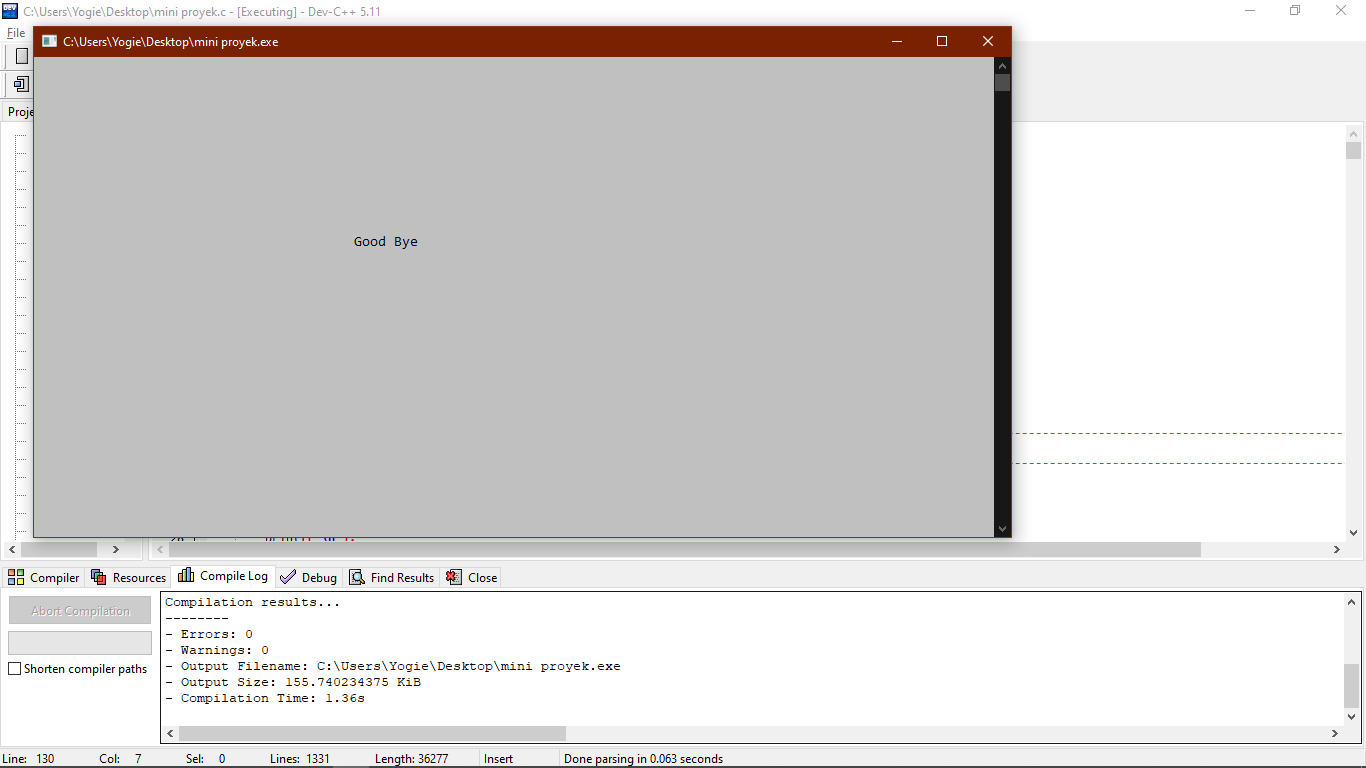 C:\Users\Yogie\Desktop\mini proyek.c - [Executing] - Dev-C++ 5.11
File
C:\Users\Yogie\Desktop\mini proyek.exe
Proje
Good Bye
Compiler
Resources
Compile Log
Debug
Find Results
Close
Abort Compilation
Shorten compiler paths
Compilation results...
--------
- Errors: 0
- Warnings: 0
- Output Filename: C:\Users\Yogie\Desktop\mini proyek.exe
- Output Size: 155.740234375 KiB
- Compilation Time: 1.36s
Line: 130 Col: 7 Sel: 0 Lines: 1331 Length: 36277 Insert Done parsing in 0.063 seconds